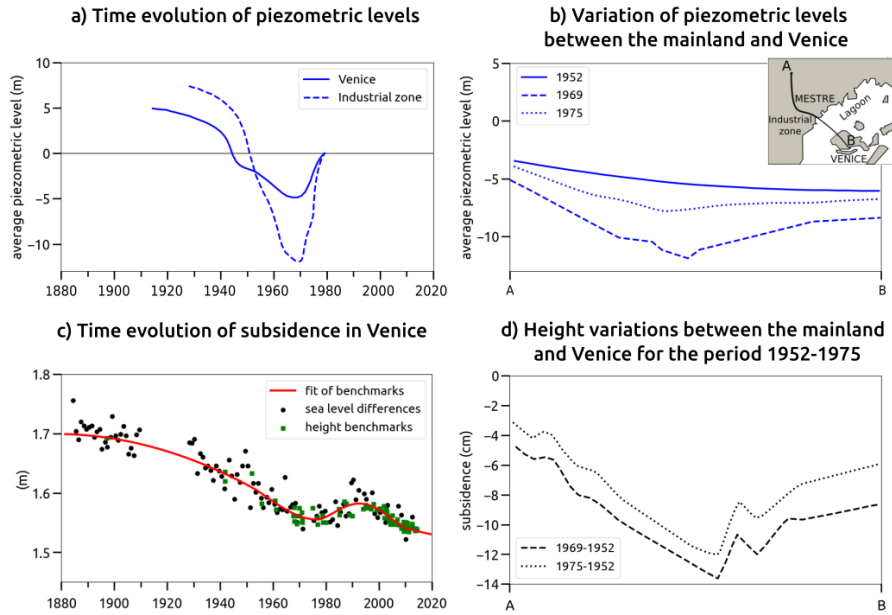 a) Time evolution of piezometric levels
average piezometric level (m)
10
5
0
−5
−10
Venice
Industrial zone
1880 1900 1920 1940 1960 1980 2000 2020
b) Variation of piezometric levels
between the mainland and Venice
average piezometric level (m)
5
0
−5
−10
1952
1969
1975
A
MESTRE
Lagoon
Industrial
zone
B
VENICE
A B
c) Time evolution of subsidence in Venice
(m)
1.8
1.7
1.6
1.5
fit of benchmarks
sea level differences
height benchmarks
1880 1900 1920 1940 1960 1980 2000 2020
d) Height variations between the mainland
and Venice for the period 1952-1975
subsidence (cm)
0
−2
−4
−6
−8
−10
−12
−14
1969-1952
1975-1952
A B